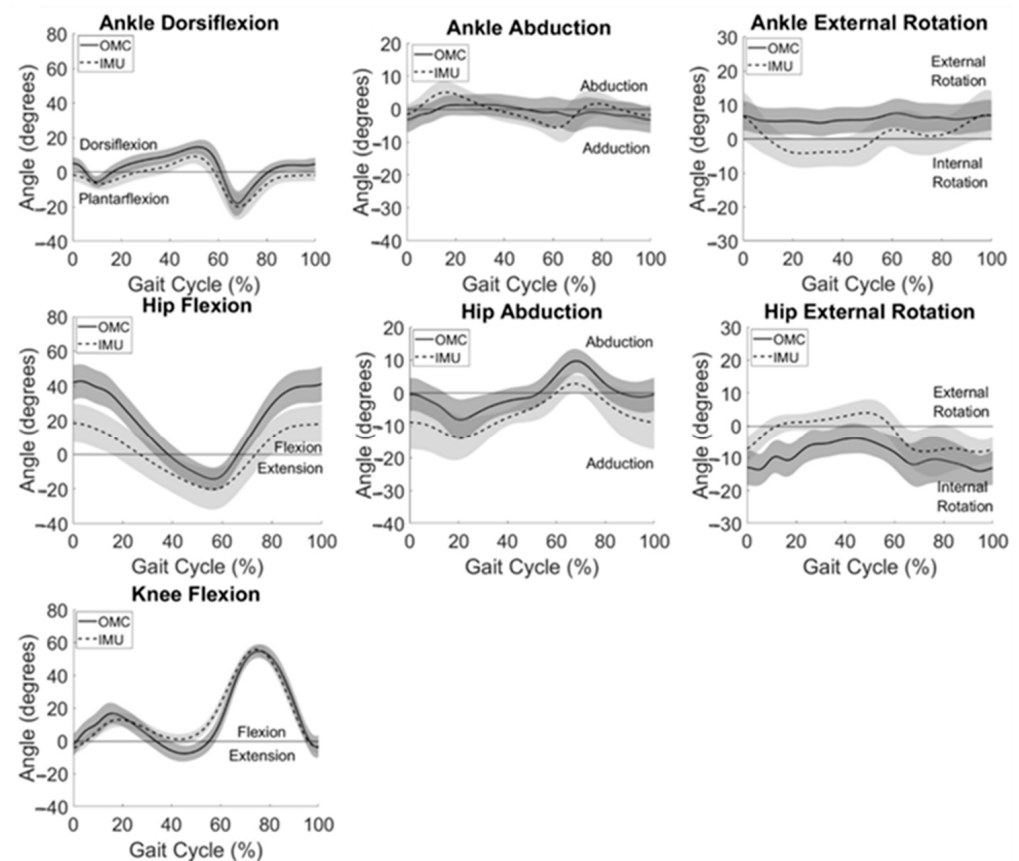 Ankle Dorsiflexion
80
60
40
20
0
–20
–40
Angle (degrees)
OMC
IMU
Dorsiflexion
Plantarflexion
0 20 40 60 80 100
Gait Cycle (%)
Ankle Abduction
20
10
0
–10
–20
–30
–40
Angle (degrees)
OMC
IMU
Abduction
Adduction
0 20 40 60 80 100
Gait Cycle (%)
Ankle External Rotation
30
20
10
0
–10
–20
–30
Angle (degrees)
OMC
IMU
External
Rotation
Internal
Rotation
0 20 40 60 80 100
Gait Cycle (%)
Hip Flexion
80
60
40
20
0
–20
–40
Angle (degrees)
OMC
IMU
Flexion
Extension
0 20 40 60 80 100
Gait Cycle (%)
Hip Abduction
20
10
0
–10
–20
–30
–40
Angle (degrees)
OMC
IMU
Abduction
Adduction
0 20 40 60 80 100
Gait Cycle (%)
Hip External Rotation
30
20
10
0
–10
–20
–30
Angle (degrees)
OMC
IMU
External
Rotation
Internal
Rotation
0 20 40 60 80 100
Gait Cycle (%)
Knee Flexion
80
60
40
20
0
–20
–40
Angle (degrees)
OMC
IMU
Flexion
Extension
0 20 40 60 80 100
Gait Cycle (%)